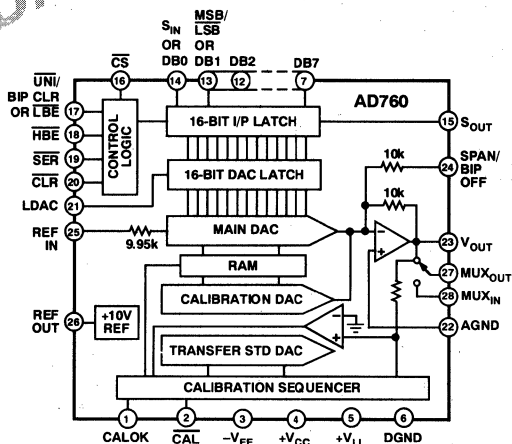 S_IN OR DB0
MSB/ LSB OR DB1
DB2
DB7
CS
16
14
13
12
7
AD760
UNI/ BIP CLR OR LBE
17
HBE
18
SER
19
CLR
20
LDAC
21
REF IN
25
9.95k
REF OUT
26
+10V REF
CONTROL LOGIC
16-BIT I/P LATCH
16-BIT DAC LATCH
MAIN DAC
RAM
CALIBRATION DAC
TRANSFER STD DAC
CALIBRATION SEQUENCER
15
S_OUT
10k
24
SPAN/ BIP OFF
10k
23
V_OUT
27
MUX_OUT
28
MUX_IN
22
AGND
1
2
3
4
5
6
CALOK
CAL
–V_EE
+V_CC
+V_LL
DGND